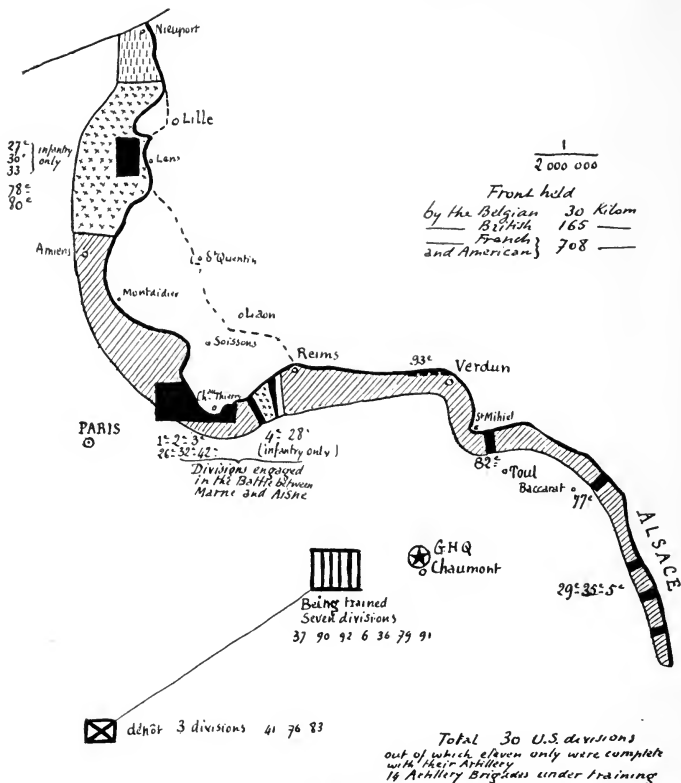 Nieuport
Lille
27e
30e
33
} infantry only
78e
80e
Lens
1
2 000 000
Front held
by the Belgian 30 Kilom
—— British 165 ——
—— French
and American } 708 ——
Amiens
St Quentin
Montdidier
Laon
Soissons
Reims
93e
Verdun
Chau Thierry
St Mihiel
PARIS
1e 2e 3e
26e 32e 42e
4e 28e
(infantry only)
Divisions engaged
in the Battle between
Marne and Aisne
82e
Toul
Baccarat
77e
ALSACE
GHQ
Chaumont
29e 35e 5e
Being trained
Seven divisions
37 90 92 6 36 79 91
dépôt 3 divisions 41 76 83
Total 30 U.S. divisions
out of which eleven only were complete
with their Artillery
14 Artillery Brigades under training